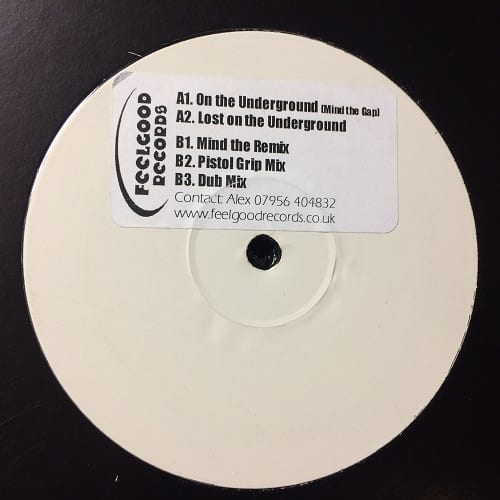 FEELGOOD
RECORDS
A1. On the Underground (Mind the Gap)
A2. Lost on the Underground
B1. Mind the Remix
B2. Pistol Grip Mix
B3. Dub Mix
Contact: Alex 07956 404832
www.feelgoodrecords.co.uk